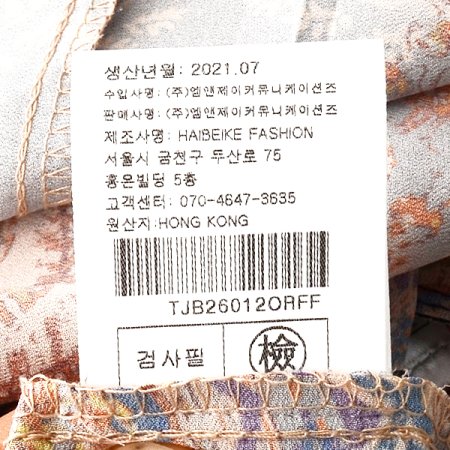 생산년월: 2021.07
수입사명: (주)엠앤제이커뮤니케이션즈
판매사명: (주)엠앤제이커뮤니케이션즈
제조사명: HAIBEIKE FASHION
서울시 금천구 두산로 75
홍온빌딩 5층
고객센터: 070-4647-3635
원산지:HONG KONG
TJB26012ORFF
검사필 檢